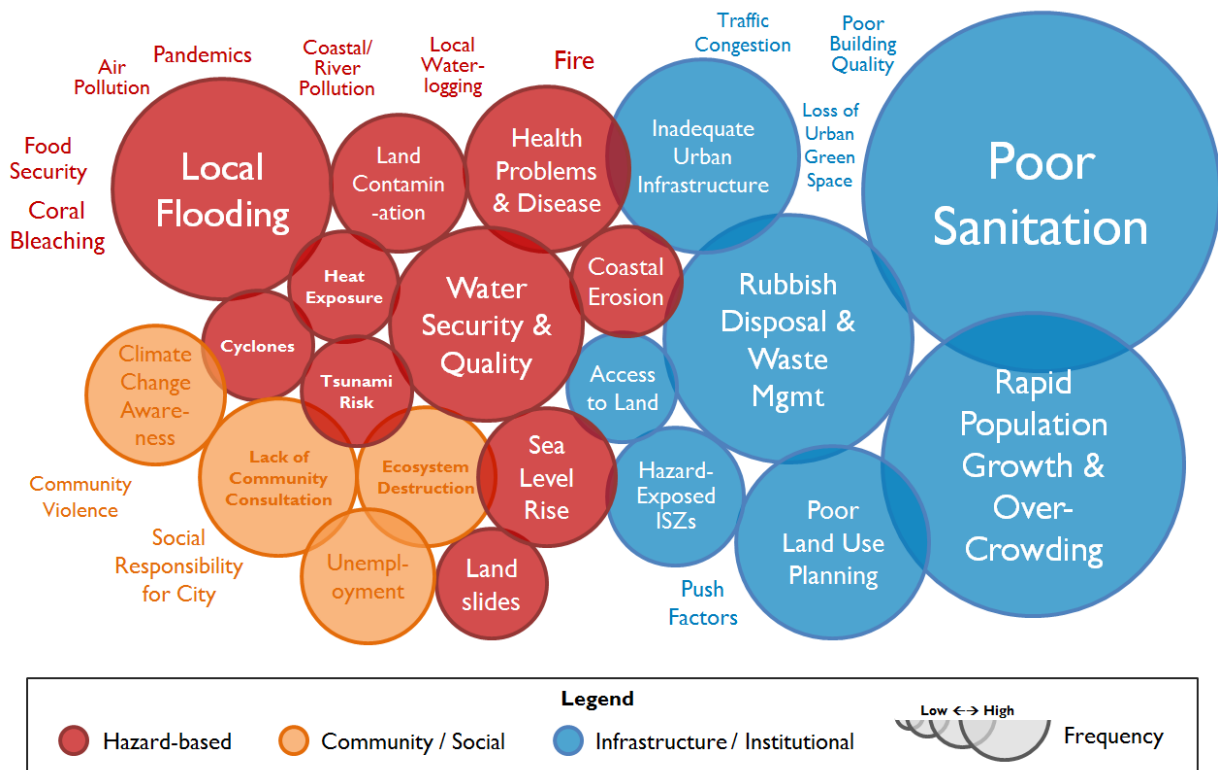 Pandemics
Air
Pollution
Coastal/
River
Pollution
Local
Water-
logging
Fire
Traffic
Congestion
Poor
Building
Quality
Loss of
Urban
Green
Space
Food
Security
Coral
Bleaching
Local
Flooding
Land
Contamin
-ation
Health
Problems
& Disease
Inadequate
Urban
Infrastructure
Poor
Sanitation
Heat
Exposure
Water
Security &
Quality
Coastal
Erosion
Rubbish
Disposal &
Waste
Mgmt
Cyclones
Tsunami
Risk
Access
to Land
Rapid
Population
Growth &
Over-
Crowding
Climate
Change
Aware-
ness
Lack of
Community
Consultation
Ecosystem
Destruction
Sea
Level
Rise
Hazard-
Exposed
ISZs
Poor
Land Use
Planning
Community
Violence
Social
Responsibility
for City
Unempl-
oyment
Land
slides
Push
Factors
Legend
Hazard-based
Community / Social
Infrastructure / Institutional
Low ←→ High
Frequency